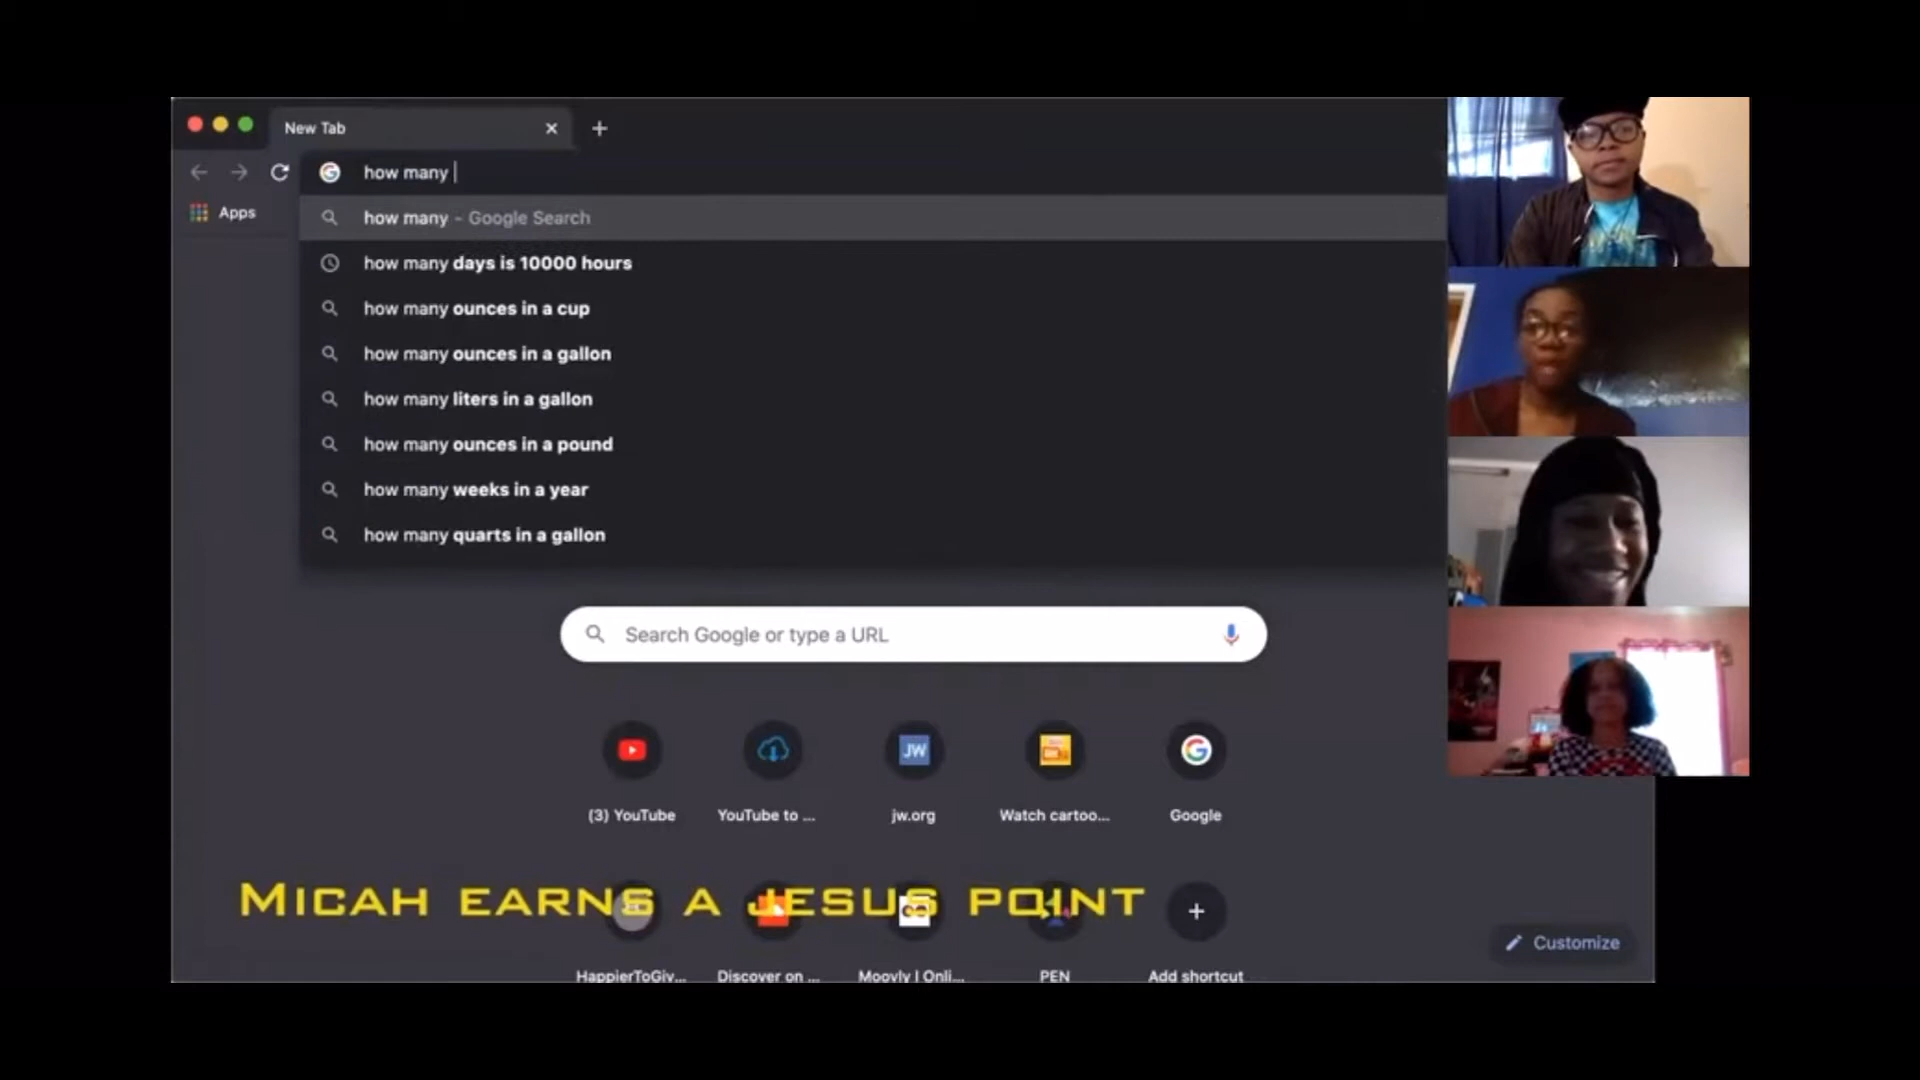 New Tab
how many
Apps
how many - Google Search
how many days is 10000 hours
how many ounces in a cup
how many ounces in a gallon
how many liters in a gallon
how many ounces in a pound
how many weeks in a year
how many quarts in a gallon
Search Google or type a URL
JW
(3) YouTube
YouTube to ...
jw.org
Watch cartoo...
Google
MICAH EARNS A JESUS POINT
Customize
HappierToGiv...
Discover on ...
Moovly | Onli...
PEN
Add shortcut